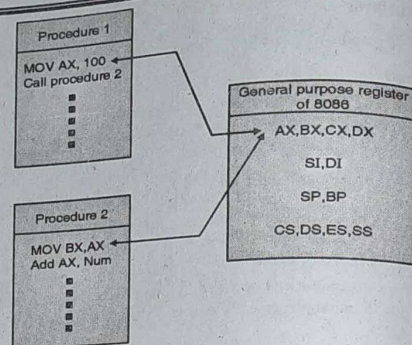 Procedure 1
MOV AX, 100
Call procedure 2
General purpose register
of 8086
AX,BX,CX,DX
SI,DI
SP,BP
CS,DS,ES,SS
Procedure 2
MOV BX,AX
Add AX, Num